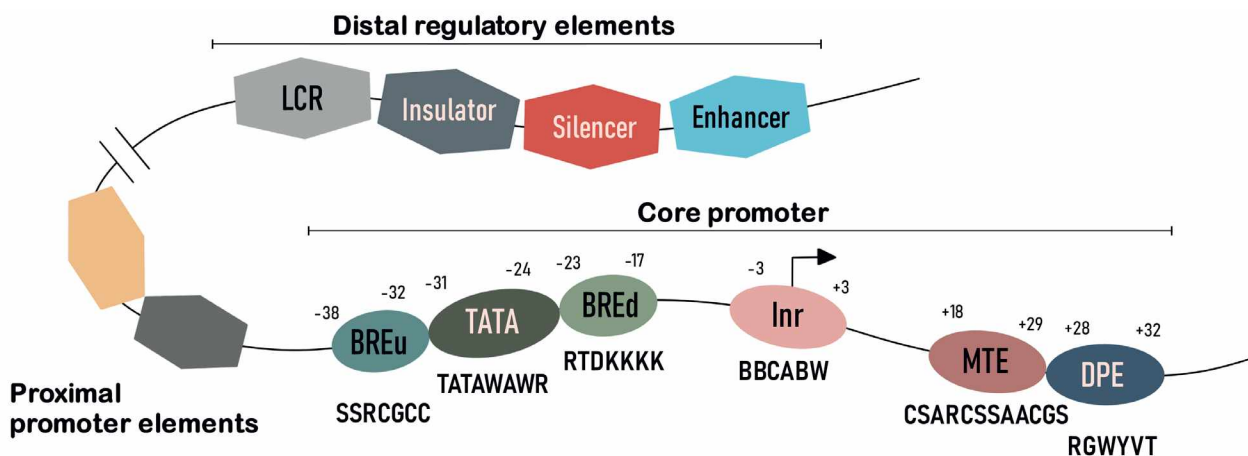 Distal regulatory elements
LCR
Insulator
Silencer
Enhancer
Core promoter
-38
-32
-31
-24
-23
-17
-3
+3
+18
+29
+28
+32
BREu
TATA
BREd
Inr
MTE
DPE
SSRCGCC
TATAWAWR
RTDKKKK
BBCABW
CSARCSSAACGS
RGWYVT
Proximal
promoter elements